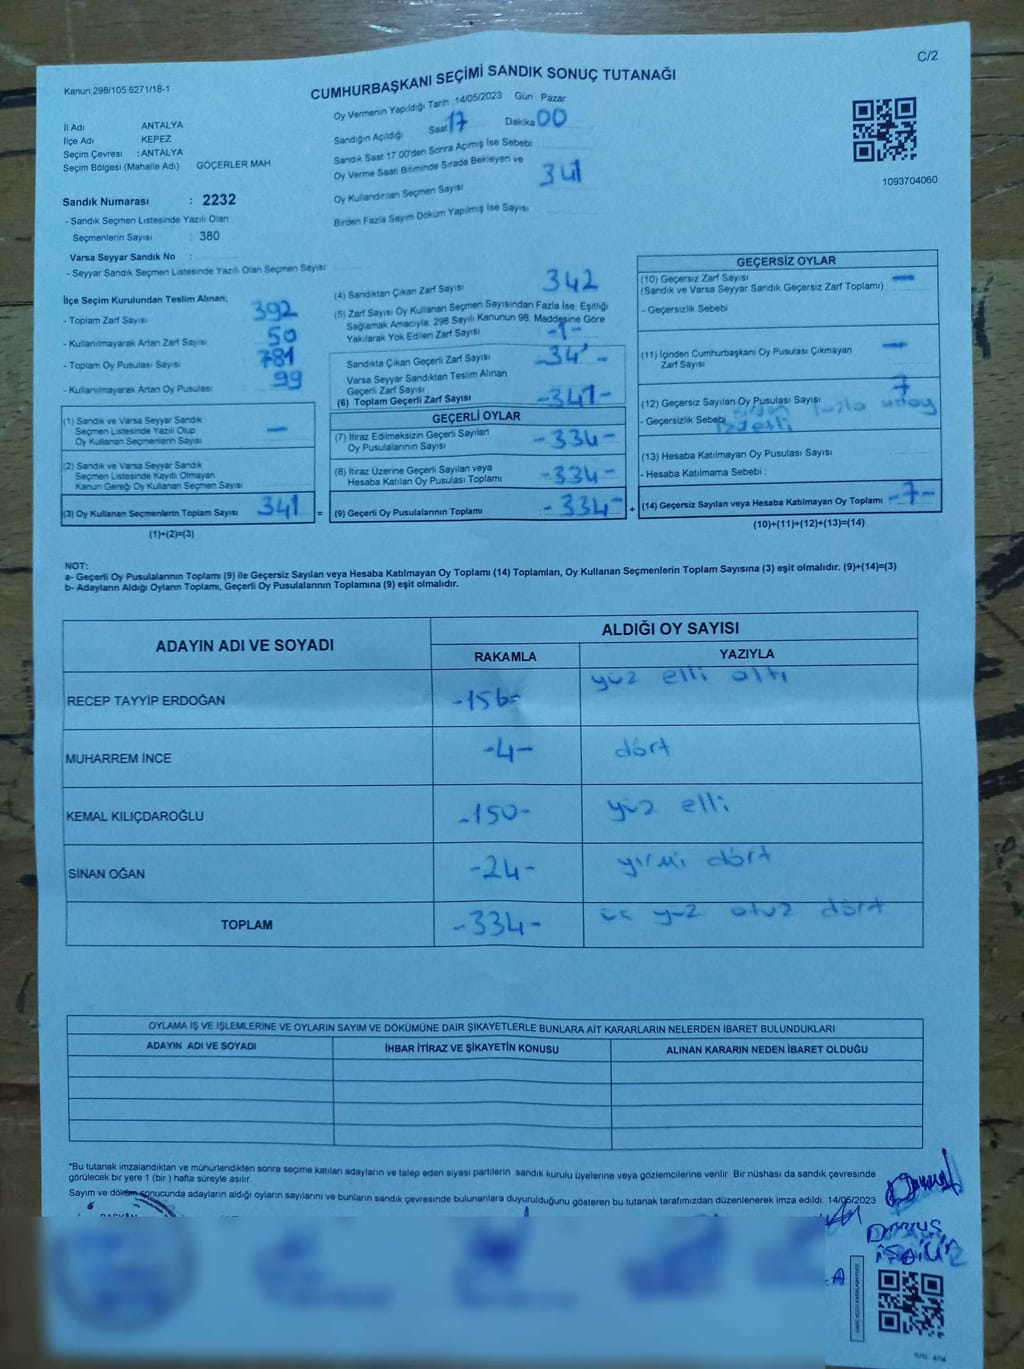 C/2
Kanun:298/105,6271/18-1
CUMHURBAŞKANI SEÇİMİ SANDIK SONUÇ TUTANAĞI
İl Adı ANTALYA
İlçe Adı KEPEZ
Seçim Çevresi : ANTALYA
Seçim Bölgesi (Mahalle Adı) GÖÇERLER MAH
Oy Vermenin Yapıldığı Tarih :14/05/2023 Gün : Pazar
Sandığın Açıldığı Saat 17 Dakika 00
Sandık Saat 17:00'den Sonra Açımış İse Sebebi
Oy Verme Saati Bitiminde Sırada Bekleyen ve
Oy Kullandırılan Seçmen Sayısı 341
Birden Fazla Sayım Döküm Yapılmış İse Sayısı
1093704060
Sandık Numarası : 2232
- Sandık Seçmen Listesinde Yazılı Olan
Seçmenlerin Sayısı : 380
Varsa Seyyar Sandık No :
- Seyyar Sandık Seçmen Listesinde Yazılı Olan Seçmen Sayısı:
İlçe Seçim Kurulundan Teslim Alınan;
- Toplam Zarf Sayısı 392
- Kullanılmayarak Artan Zarf Sayısı 50
- Toplam Oy Pusulası Sayısı 781
- Kullanılmayarak Artan Oy Pusulası 99
(1) Sandık ve Varsa Seyyar Sandık
Seçmen Listesinde Yazılı Olup
Oy Kullanan Seçmenlerin Sayısı —
(2) Sandık ve Varsa Seyyar Sandık
Seçmen Listesinde Kayıtlı Olmayan
Kanun Gereği Oy Kullanan Seçmen Sayısı
(3) Oy Kullanan Seçmenlerin Toplam Sayısı 341 =
(1)+(2)=(3)
(4) Sandıktan Çıkan Zarf Sayısı 342
(5) Zarf Sayısı Oy Kullanan Seçmen Sayısından Fazla İse, Eşitliği
Sağlamak Amacıyla, 298 Sayılı Kanunun 98. Maddesine Göre
Yakılarak Yok Edilen Zarf Sayısı -1-
Sandıkta Çıkan Geçerli Zarf Sayısı
Varsa Seyyar Sandıktan Teslim Alınan
Geçerli Zarf Sayısı
(6) Toplam Geçerli Zarf Sayısı -341-
GEÇERLİ OYLAR
(7) İtiraz Edilmeksizin Geçerli Sayılan
Oy Pusulalarının Sayısı -334-
(8) İtiraz Üzerine Geçerli Sayılan veya
Hesaba Katılan Oy Pusulası Toplamı -334-
(9) Geçerli Oy Pusulalarının Toplamı -334- +
GEÇERSİZ OYLAR
(10) Geçersiz Zarf Sayısı —
(Sandık ve Varsa Seyyar Sandık Geçersiz Zarf Toplamı)
- Geçersizlik Sebebi
(11) İçinden Cumhurbaşkanı Oy Pusulası Çıkmayan
Zarf Sayısı —
(12) Geçersiz Sayılan Oy Pusulası Sayısı 7
- Geçersizlik Sebebi fazla
(13) Hesaba Katılmayan Oy Pusulası Sayısı
- Hesaba Katılmama Sebebi :
(14) Geçersiz Sayılan veya Hesaba Katılmayan Oy Toplamı -7-
(10)+(11)+(12)+(13)=(14)
NOT:
a- Geçerli Oy Pusulalarının Toplamı (9) ile Geçersiz Sayılan veya Hesaba Katılmayan Oy Toplamı (14) Toplamları, Oy Kullanan Seçmenlerin Toplam Sayısına (3) eşit olmalıdır. (9)+(14)=(3)
b- Adayların Aldığı Oyların Toplamı, Geçerli Oy Pusulalarının Toplamına (9) eşit olmalıdır.
ADAYIN ADI VE SOYADI
ALDIĞI OY SAYISI
RAKAMLA YAZIYLA
RECEP TAYYİP ERDOĞAN -156- yüz elli altı
MUHARREM İNCE -4- dört
KEMAL KILIÇDAROĞLU -150- yüz elli
SİNAN OĞAN -24- yirmi dört
TOPLAM -334- üç yüz otuz dört
OYLAMA İŞ VE İŞLEMLERİNE VE OYLARIN SAYIM VE DÖKÜMÜNE DAİR ŞİKAYETLERLE BUNLARA AİT KARARLARIN NELERDEN İBARET BULUNDUKLARI
ADAYIN ADI VE SOYADI İHBAR İTİRAZ VE ŞİKAYETİN KONUSU ALINAN KARARIN NEDEN İBARET OLDUĞU
*Bu tutanak imzalandıktan ve mühürlendikten sonra seçime katılan adayların ve talep eden siyasi partilerin sandık kurulu üyelerine veya gözlemcilerine verilir. Bir nüshası da sandık çevresinde
görülecek bir yere 1 (bir ) hafta süreyle asılır.
Sayım ve döküm sonucunda adayların aldığı oyların sayılarını ve bunların sandık çevresinde bulunanlara duyurulduğunu gösteren bu tutanak tarafımızdan düzenlenerek imza edildi. 14/05/2023
BAŞKAN